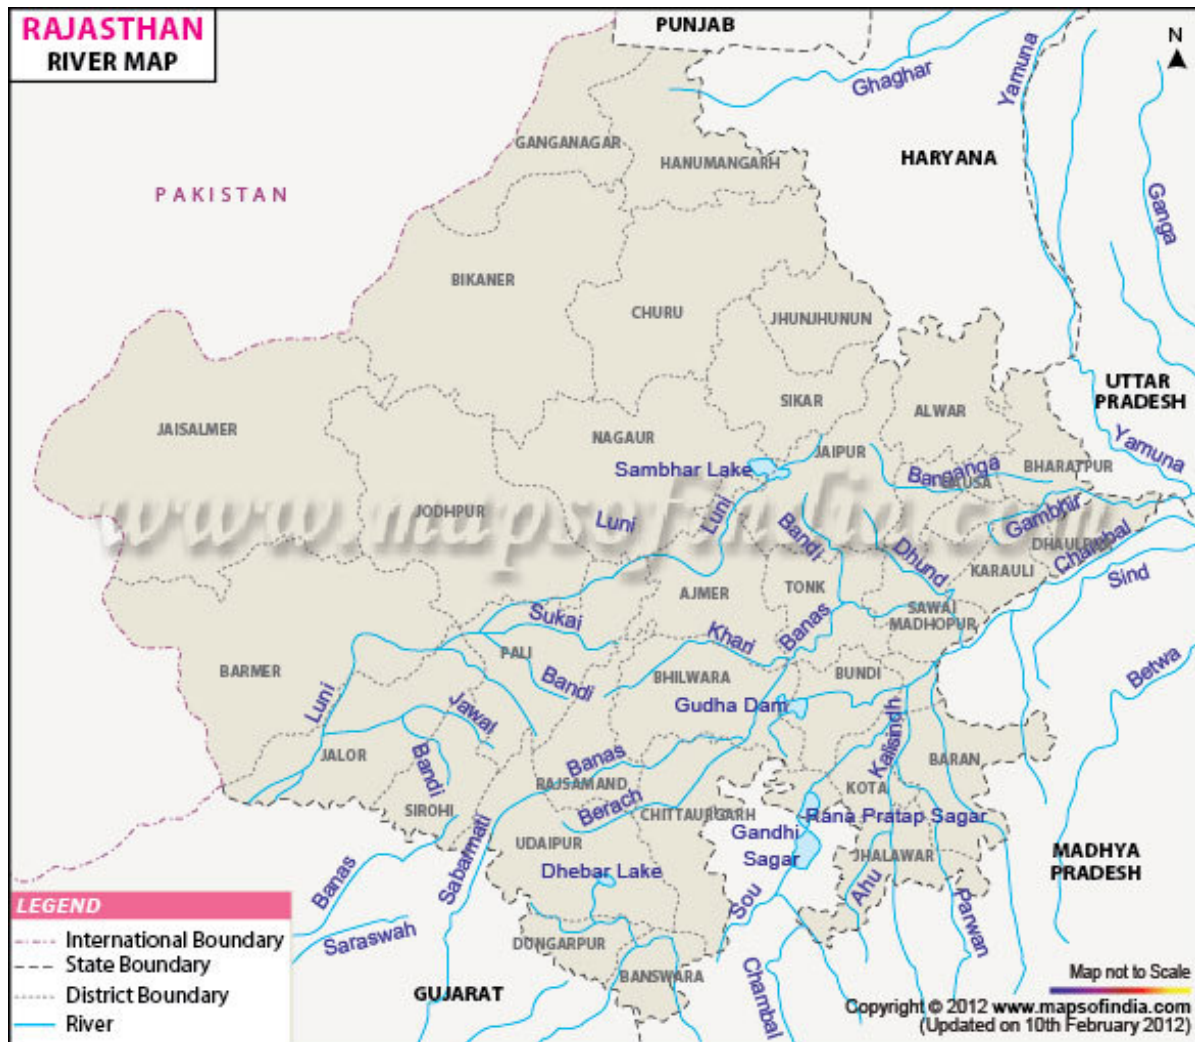 RAJASTHAN
RIVER MAP
PUNJAB
N
Ghaghar
Yamuna
GANGANAGAR
HANUMANGARH
HARYANA
PAKISTAN
Ganga
BIKANER
CHURU
JHUNJHUNUN
UTTAR
PRADESH
SIKAR
ALWAR
JAISALMER
NAGAUR
JAIPUR
Yamuna
Sambhar Lake
Banganga
BHARATPUR
DAUSA
www.mapsofindia.com
JODHPUR
Luni
Luni
Bandi
Gambhir
Dhund
DHAULPUR
Chambal
KARAULI
Sind
AJMER
TONK
Sukai
SAWAI
MADHOPUR
Khari
Banas
PALI
BARMER
BHILWARA
BUNDI
Betwa
Luni
Bandi
Gudha Dam
Jawal
Kalisindh
JALOR
Bandi
Banas
BARAN
RAJSAMAND
KOTA
SIROHI
Berach
CHITTAURGARH
Rana Pratap Sagar
Gandhi
Sagar
UDAIPUR
JHALAWAR
MADHYA
PRADESH
Sabarmati
Dhebar Lake
Banas
Sou
Ahu
Parwan
Saraswah
DUNGARPUR
BANSWARA
Chambal
GUJARAT
LEGEND
International Boundary
State Boundary
District Boundary
River
Map not to Scale
Copyright © 2012 www.mapsofindia.com
(Updated on 10th February 2012)